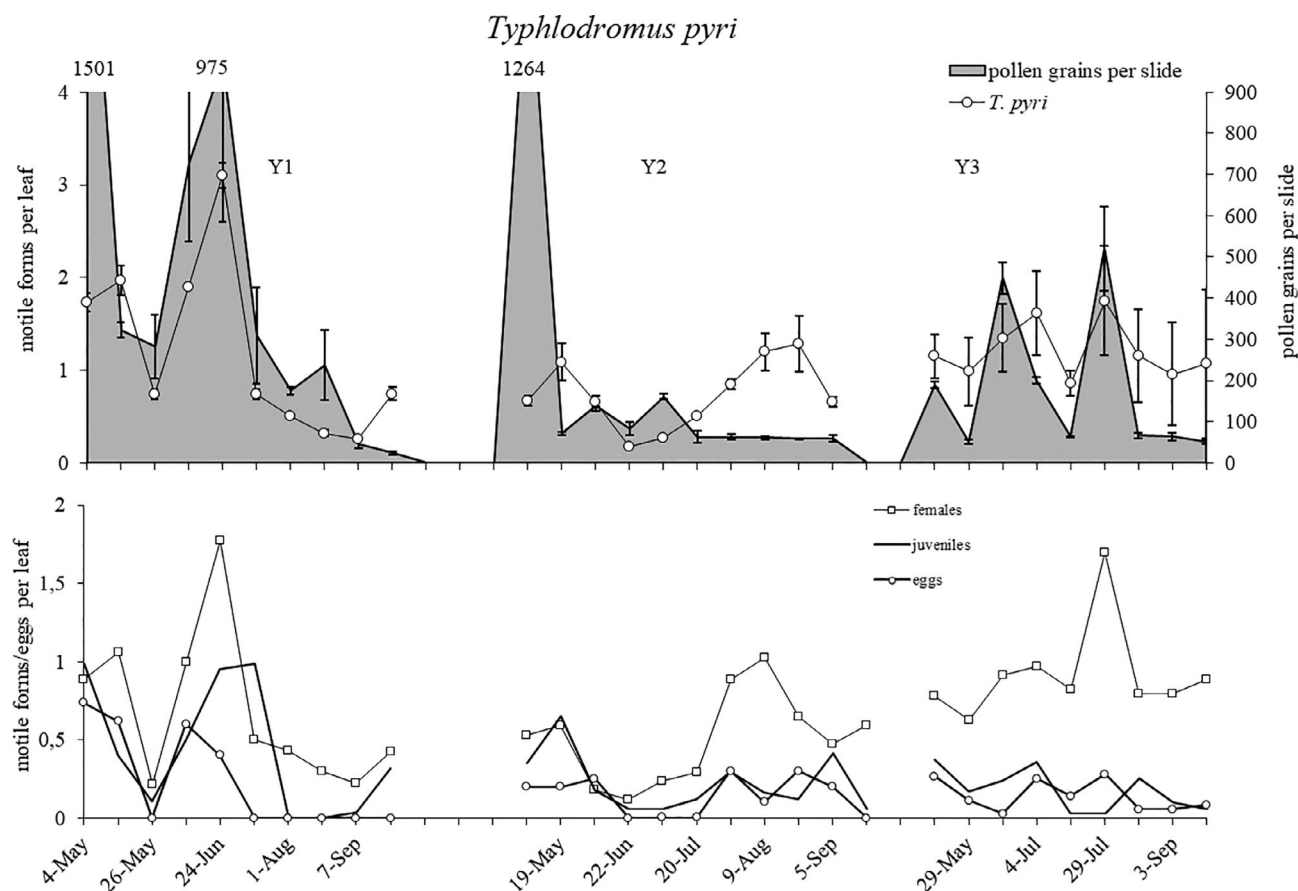 Typhlodromus pyri
1501
975
1264
pollen grains per slide
T. pyri
Y1
Y2
Y3
motile forms per leaf
4
3
2
1
0
pollen grains per slide
900
800
700
600
500
400
300
200
100
0
females
juveniles
eggs
motile forms/eggs per leaf
2
1,5
1
0,5
0
4-May
26-May
24-Jun
1-Aug
7-Sep
19-May
22-Jun
20-Jul
9-Aug
5-Sep
29-May
4-Jul
29-Jul
3-Sep